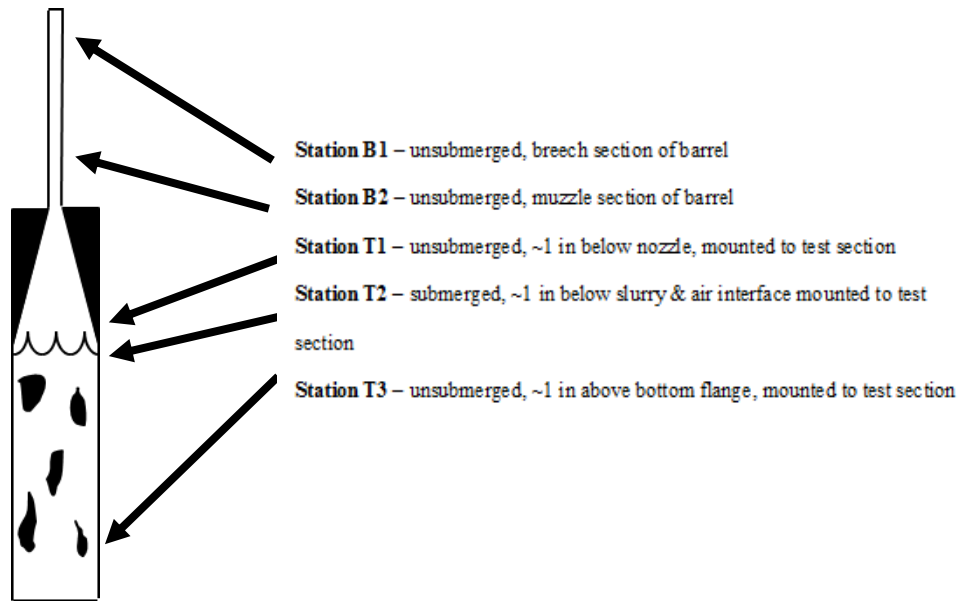 Station B1 – unsubmerged, breech section of barrel
Station B2 – unsubmerged, muzzle section of barrel
Station T1 – unsubmerged, ~1 in below nozzle, mounted to test section
Station T2 – submerged, ~1 in below slurry & air interface mounted to test
section
Station T3 – unsubmerged, ~1 in above bottom flange, mounted to test section